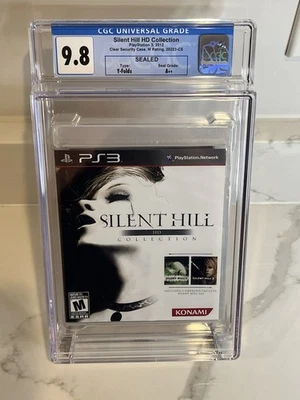 CGC UNIVERSAL GRADE
9.8
Silent Hill HD Collection
PlayStation 3, 2012
Clear Security Case, M Rating, 20323-CS
SEALED
Type:
Y-Folds
Seal Grade:
A++
PS3
PlayStation Network
SILENT HILL
HD
COLLECTION
M
KONAMI